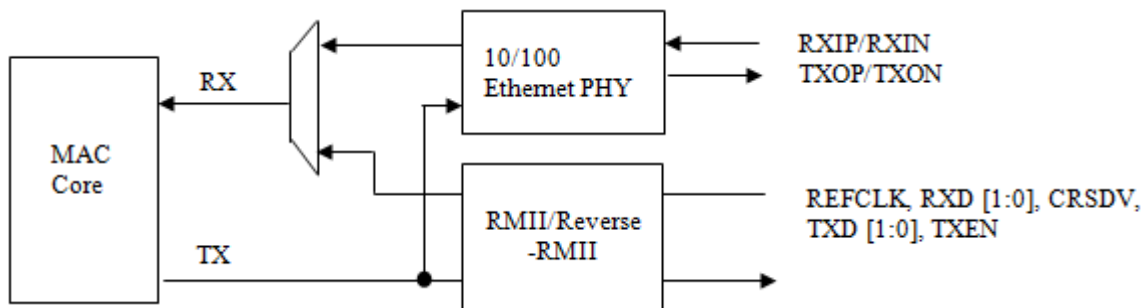 MAC
Core
RX
TX
10/100
Ethernet PHY
RXIP/RXIN
TXOP/TXON
RMII/Reverse
-RMII
REFCLK, RXD [1:0], CRSDV,
TXD [1:0], TXEN